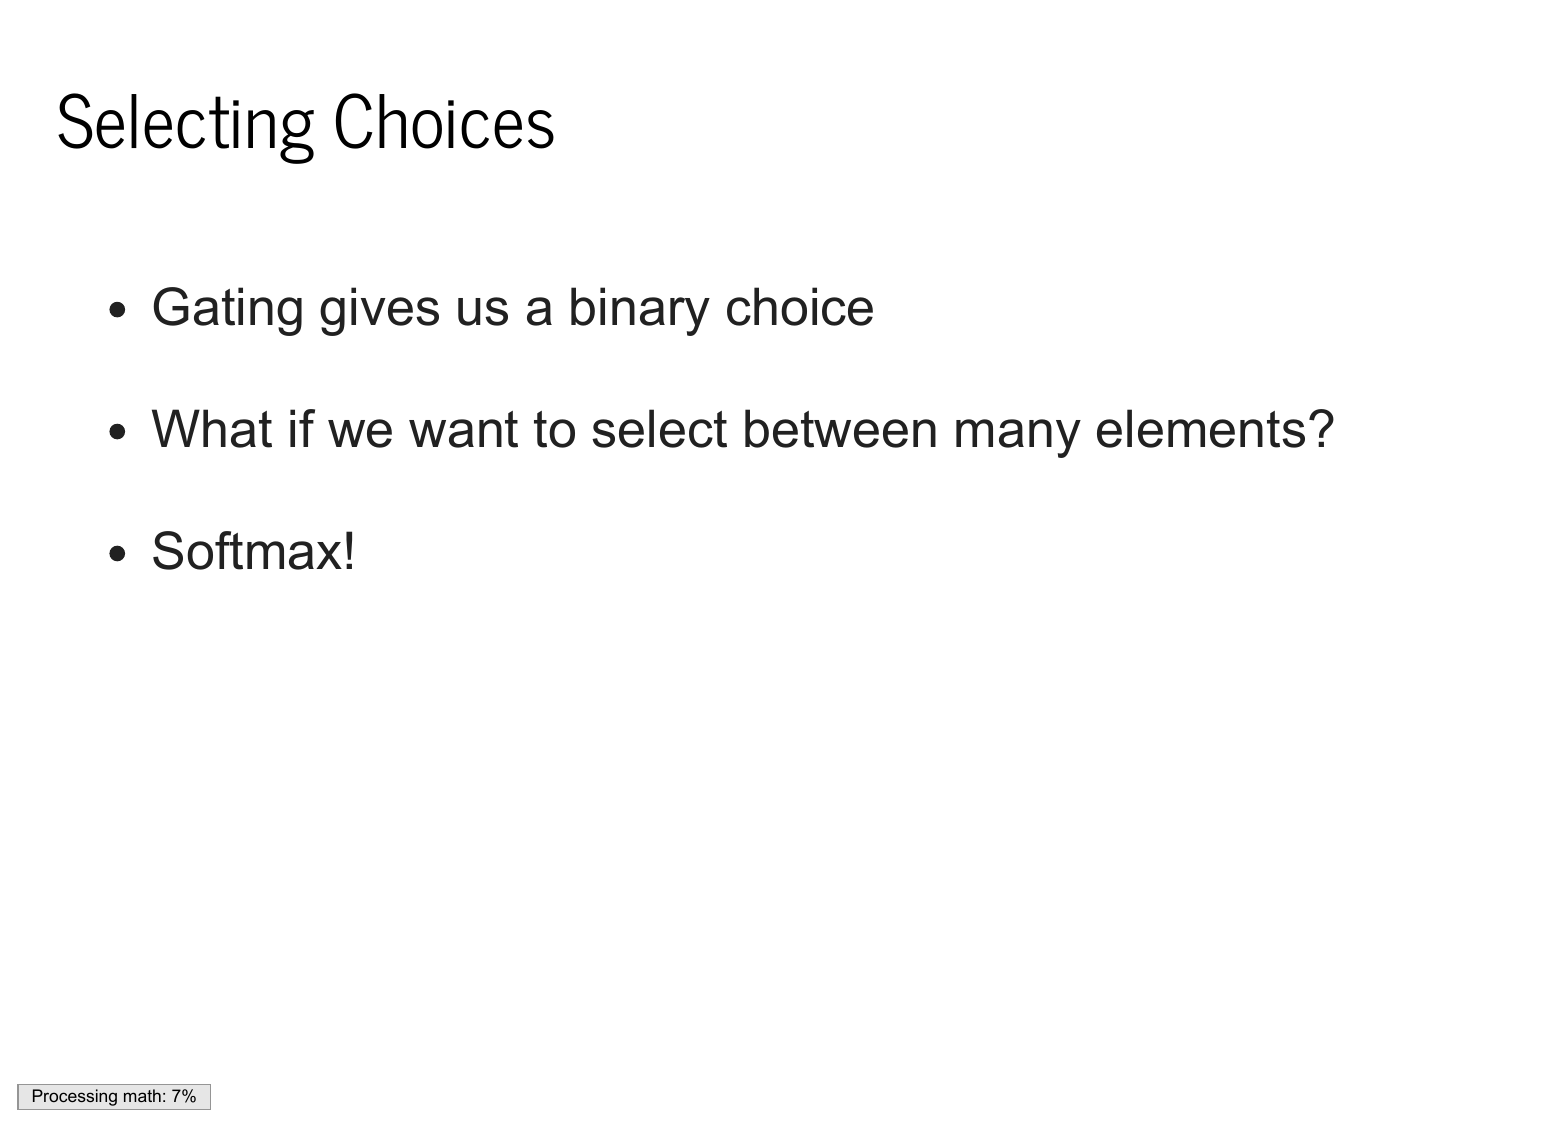 Selecting Choices
Gating gives us a binary choice
What if we want to select between many elements?
Softmax!
Processing math: 7%